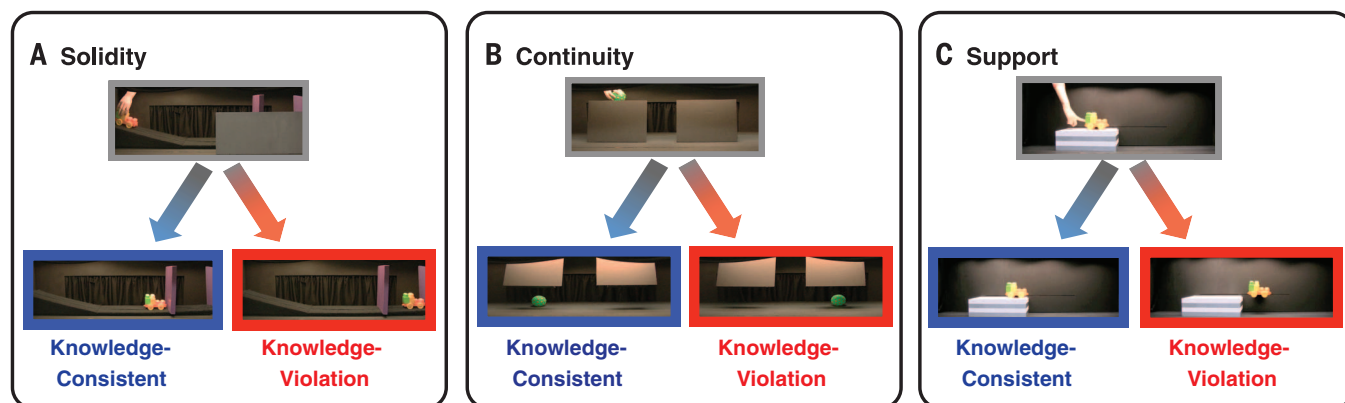 A Solidity
Knowledge-
Consistent
Knowledge-
Violation
B Continuity
Knowledge-
Consistent
Knowledge-
Violation
C Support
Knowledge-
Consistent
Knowledge-
Violation